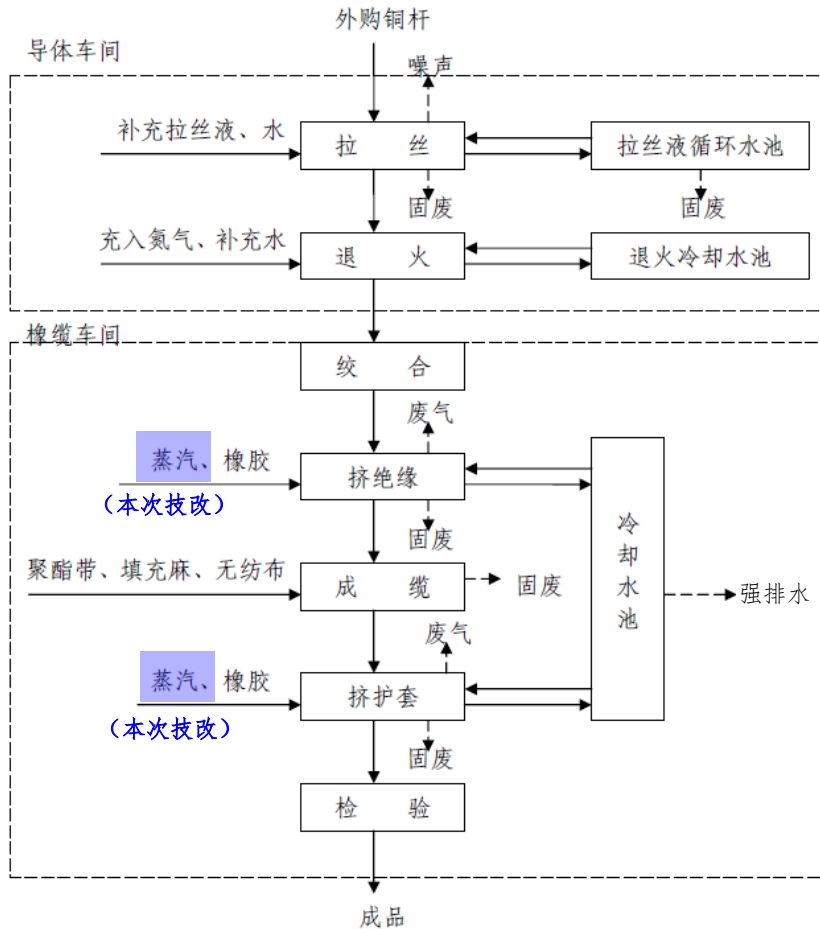 外购铜杆
导体车间
噪声
补充拉丝液、水
拉 丝
拉丝液循环水池
固废
固废
充入氮气、补充水
退 火
退火冷却水池
橡缆车间
绞 合
废气
蒸汽、橡胶
挤绝缘
（本次技改）
冷却水池
固废
聚酯带、填充麻、无纺布
成 缆
固废
强排水
废气
蒸汽、橡胶
挤护套
（本次技改）
固废
检 验
成品